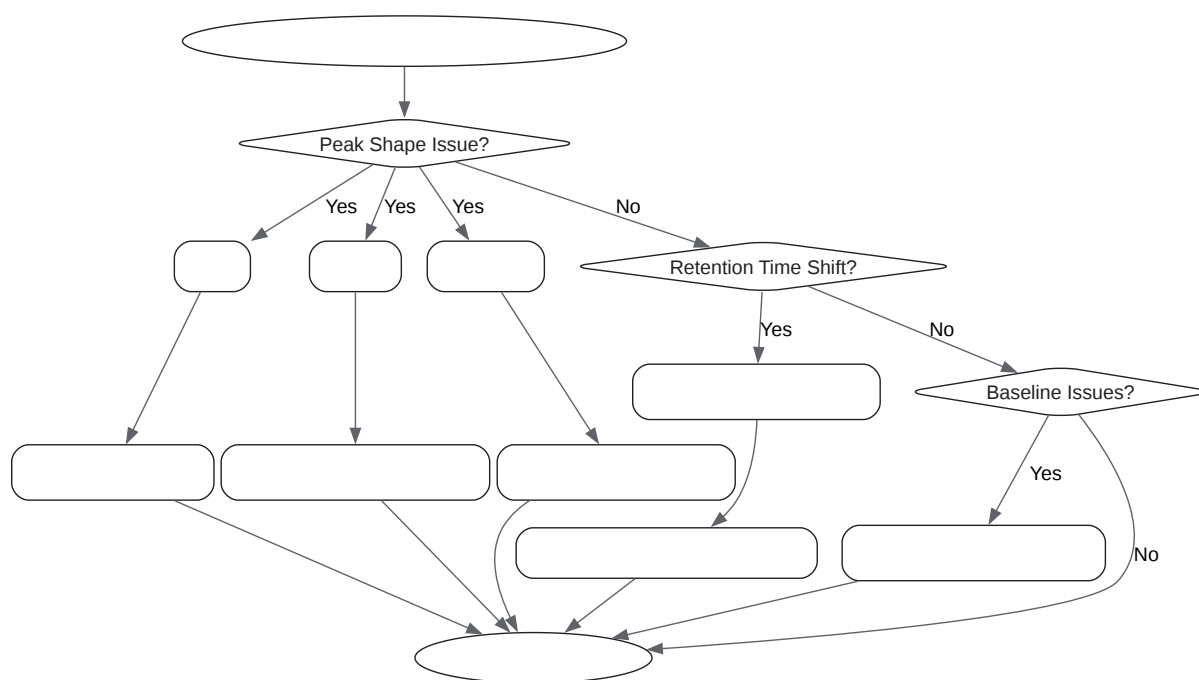 Peak Shape Issue?
Yes
Yes
Yes
No
Retention Time Shift?
Yes
No
Baseline Issues?
Yes
No